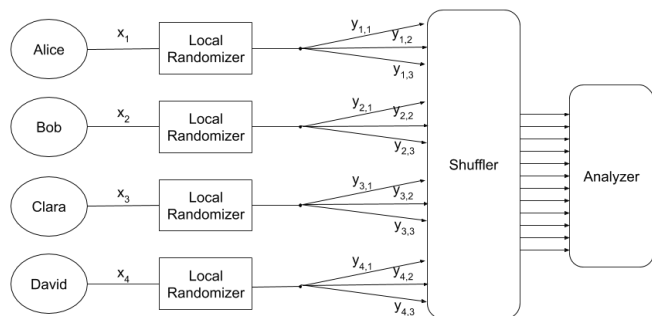 Alice
x1
Local
Randomizer
y1,1
y1,2
y1,3
Bob
x2
Local
Randomizer
y2,1
y2,2
y2,3
Clara
x3
Local
Randomizer
y3,1
y3,2
y3,3
David
x4
Local
Randomizer
y4,1
y4,2
y4,3
Shuffler
Analyzer